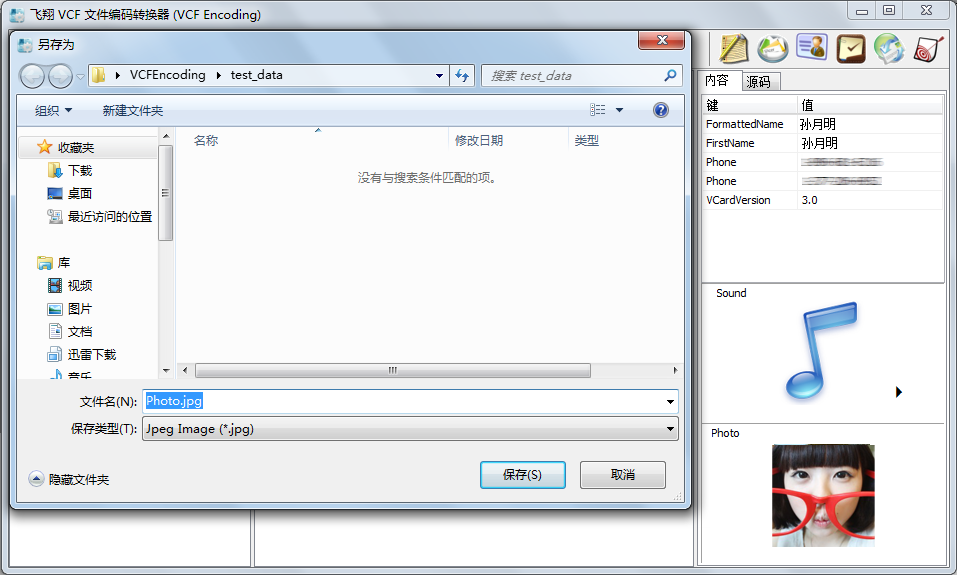 飞翔 VCF 文件编码转换器 (VCF Encoding)
另存为
VCFEncoding test_data
搜索 test_data
组织 新建文件夹
收藏夹
下载
桌面
最近访问的位置
库
视频
图片
文档
迅雷下载
音乐
名称 修改日期 类型
没有与搜索条件匹配的项。
文件名(N): Photo.jpg
保存类型(T): Jpeg Image (*.jpg)
隐藏文件夹
保存(S) 取消
内容 源码
键 值
FormattedName 孙月明
FirstName 孙月明
Phone
Phone
VCardVersion 3.0
Sound
Photo